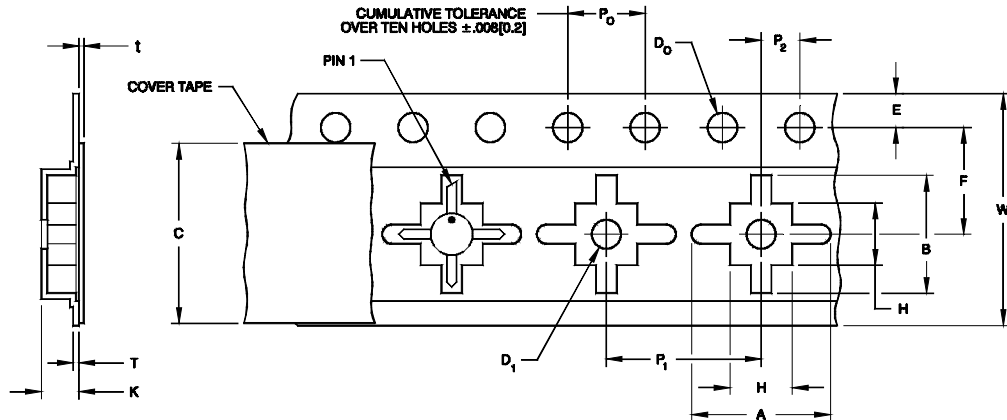 CUMULATIVE TOLERANCE
OVER TEN HOLES ±.008[0.2]
P0
D0
P2
t
PIN 1
COVER TAPE
E
F
W
C
B
H
D1
P1
H
A
T
K